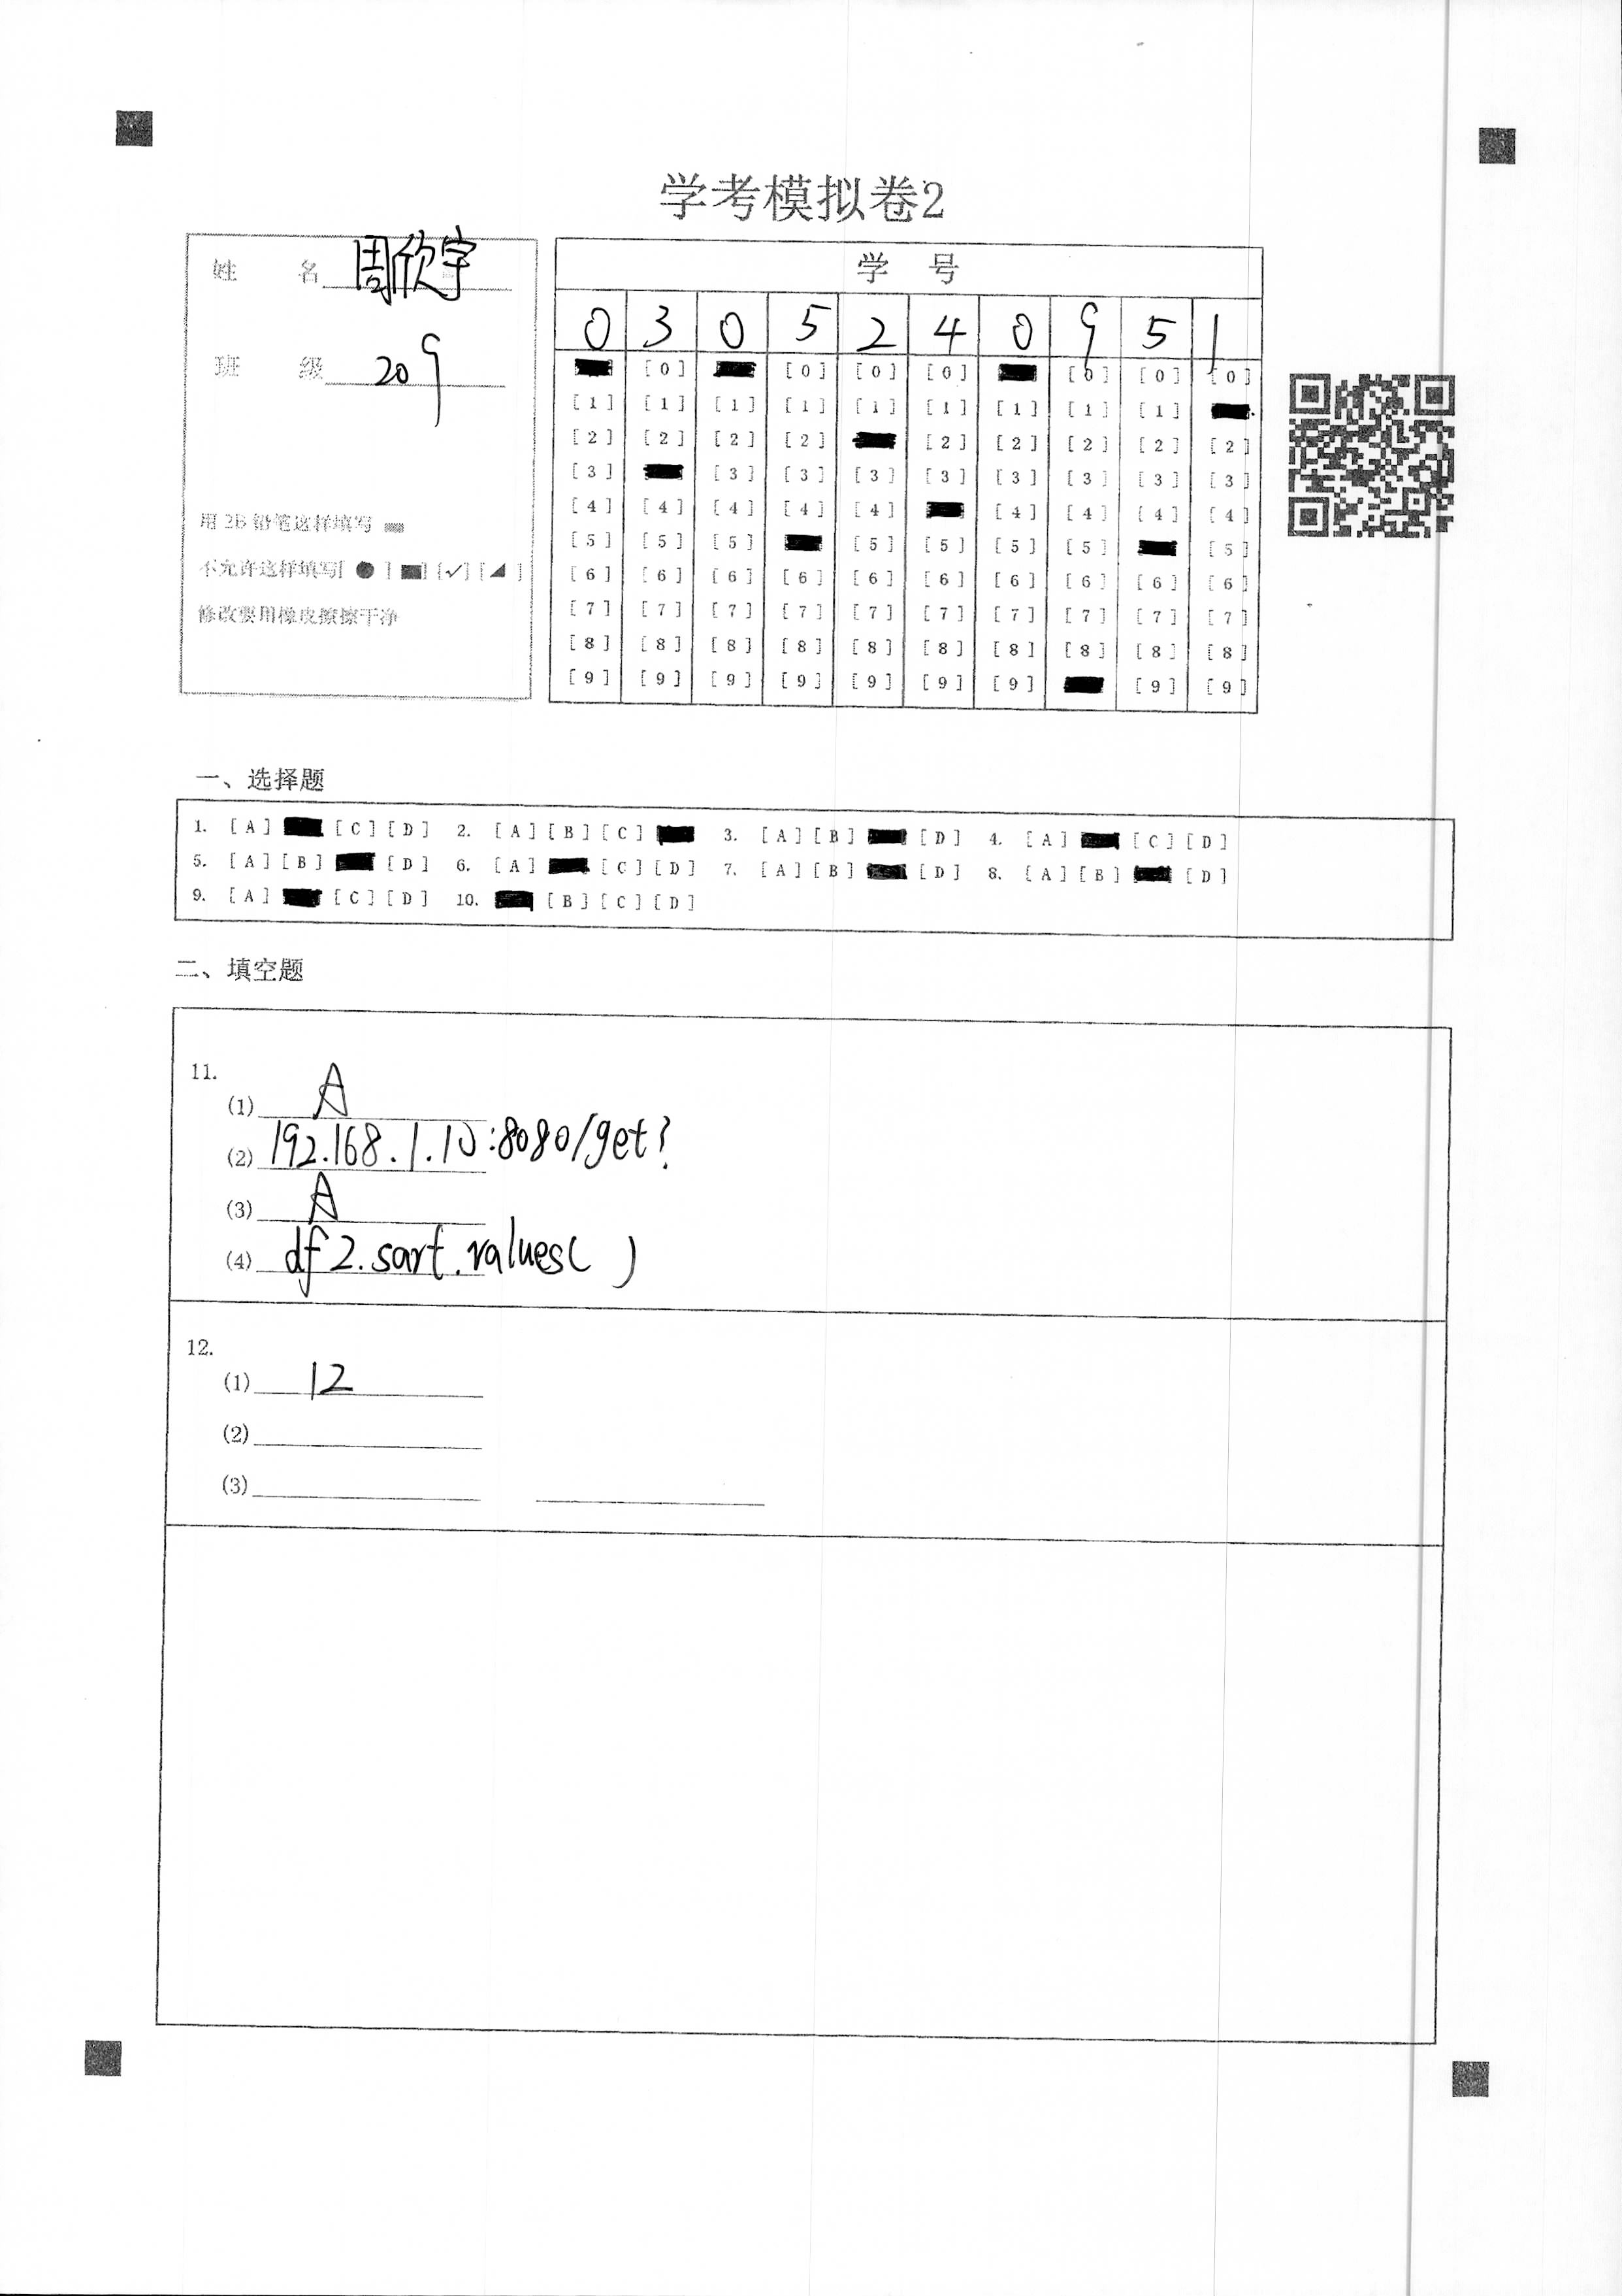 学考模拟卷2
姓 名 周欣宇
班 级 209
用 2B 铅笔这样填写
不允许这样填写[ ● ] [■] [✓] [◢ ]
修改要用橡皮擦擦干净
学 号
0 3 0 5 2 4 0 9 5 1
[0] [0] [0] [0] [0] [0] [0]
[1] [1] [1] [1] [1] [1] [1] [1] [1]
[2] [2] [2] [2] [2] [2] [2] [2] [2]
[3] [3] [3] [3] [3] [3] [3] [3] [3]
[4] [4] [4] [4] [4] [4] [4] [4] [4]
[5] [5] [5] [5] [5] [5] [5] [5]
[6] [6] [6] [6] [6] [6] [6] [6] [6] [6]
[7] [7] [7] [7] [7] [7] [7] [7] [7] [7]
[8] [8] [8] [8] [8] [8] [8] [8] [8] [8]
[9] [9] [9] [9] [9] [9] [9] [9] [9]
一、选择题
1. [A] [C] [D] 2. [A] [B] [C] 3. [A] [B] [D] 4. [A] [C] [D]
5. [A] [B] [D] 6. [A] [C] [D] 7. [A] [B] [D] 8. [A] [B] [D]
9. [A] [C] [D] 10. [B] [C] [D]
二、填空题
11.
(1) A
(2) 192.168.1.10:8080/get?
(3) A
(4) df2.sart.values( )
12.
(1) 12
(2)
(3)